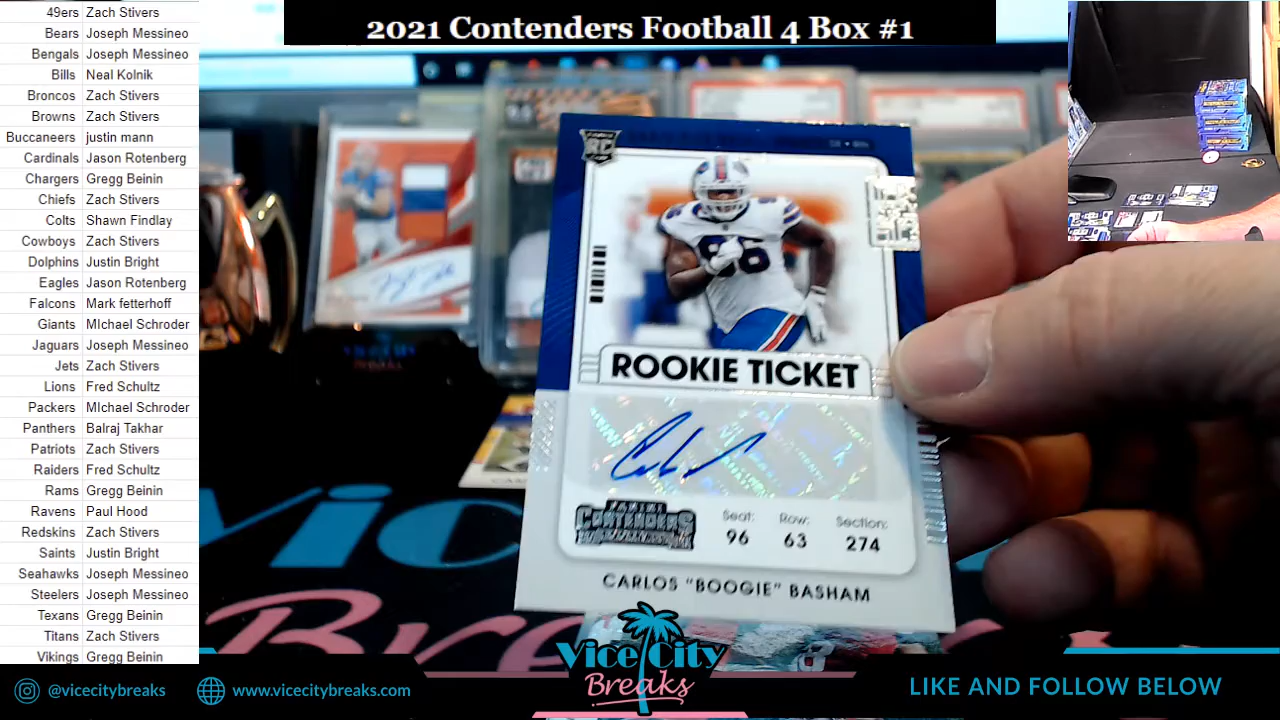 2021 Contenders Football 4 Box #1
49ers Zach Stivers
Bears Joseph Messineo
Bengals Joseph Messineo
Bills Neal Kolnik
Broncos Zach Stivers
Browns Zach Stivers
Buccaneers justin mann
Cardinals Jason Rotenberg
Chargers Gregg Beinin
Chiefs Zach Stivers
Colts Shawn Findlay
Cowboys Zach Stivers
Dolphins Justin Bright
Eagles Jason Rotenberg
Falcons Mark fetterhoff
Giants MIchael Schroder
Jaguars Joseph Messineo
Jets Zach Stivers
Lions Fred Schultz
Packers MIchael Schroder
Panthers Balraj Takhar
Patriots Zach Stivers
Raiders Fred Schultz
Rams Gregg Beinin
Ravens Paul Hood
Redskins Zach Stivers
Saints Justin Bright
Seahawks Joseph Messineo
Steelers Joseph Messineo
Texans Gregg Beinin
Titans Zach Stivers
Vikings Gregg Beinin
RC
96
ROOKIE TICKET
PANINI
CONTENDERS
Seat: Row: Section:
96 63 274
CARLOS "BOOGIE" BASHAM
Vice City
Breaks
@vicecitybreaks
www.vicecitybreaks.com
LIKE AND FOLLOW BELOW